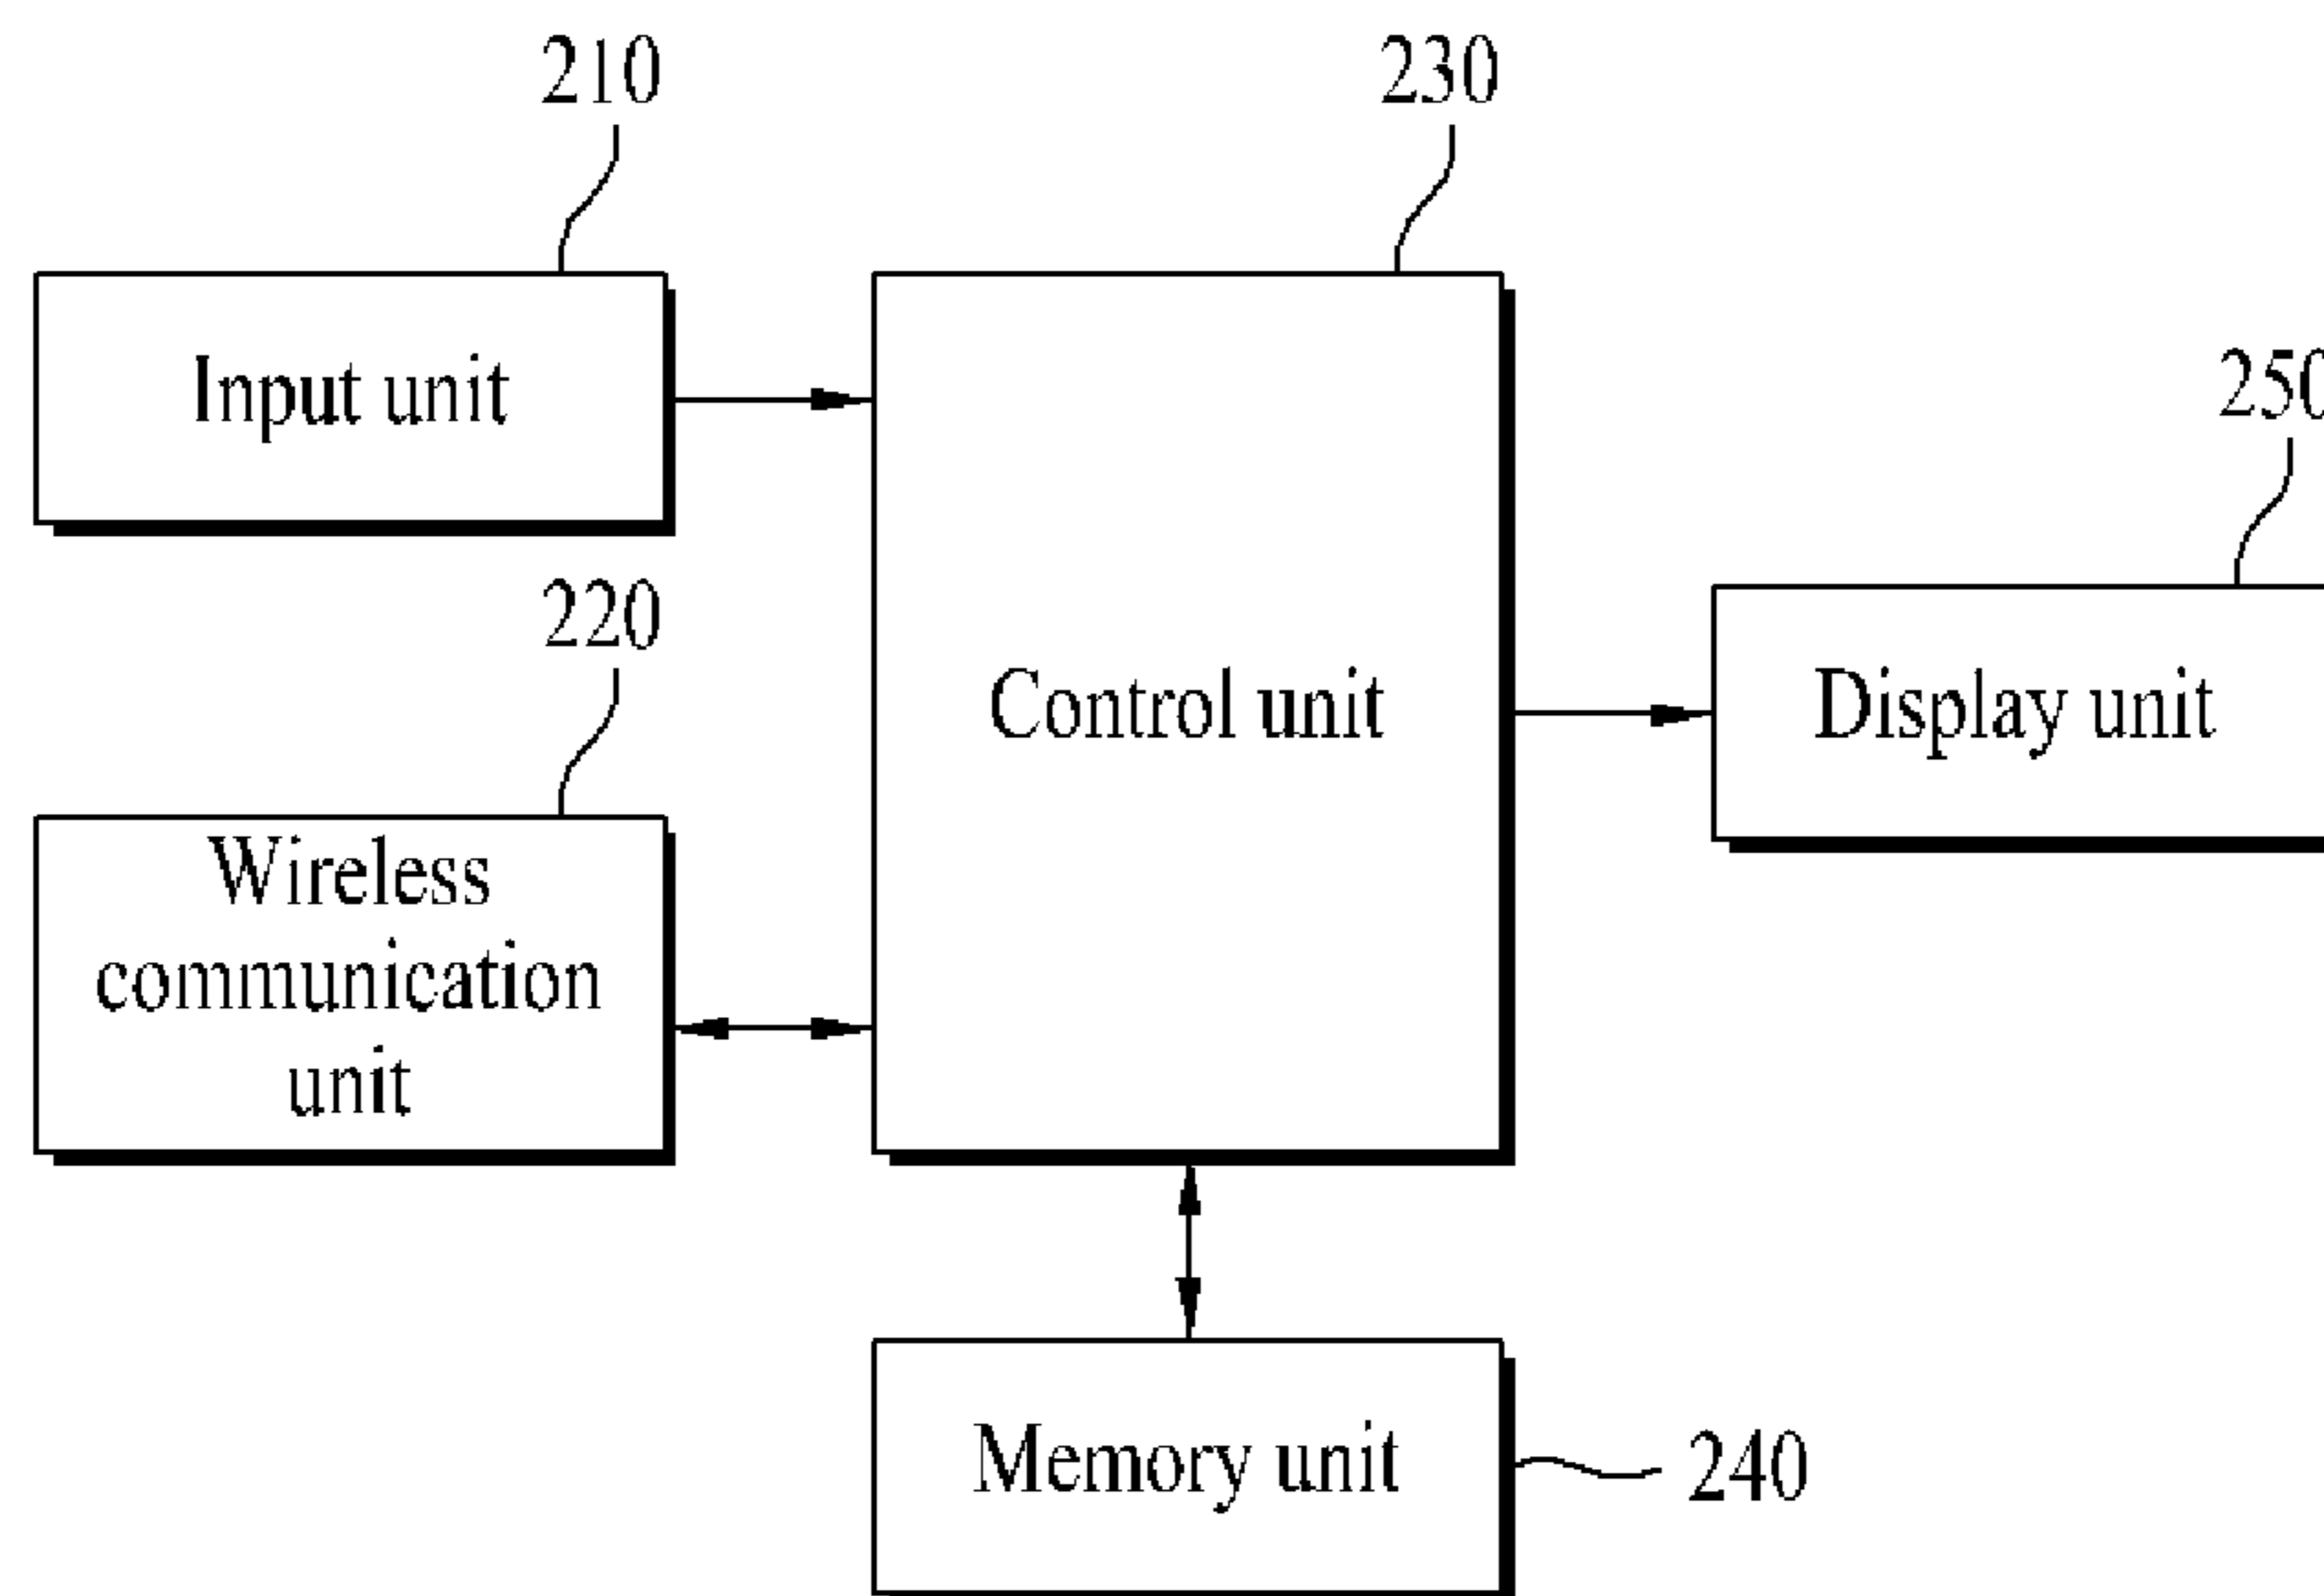 210
230
Input unit
250
220
Control unit
Display unit
Wireless
communication
unit
Memory unit
240